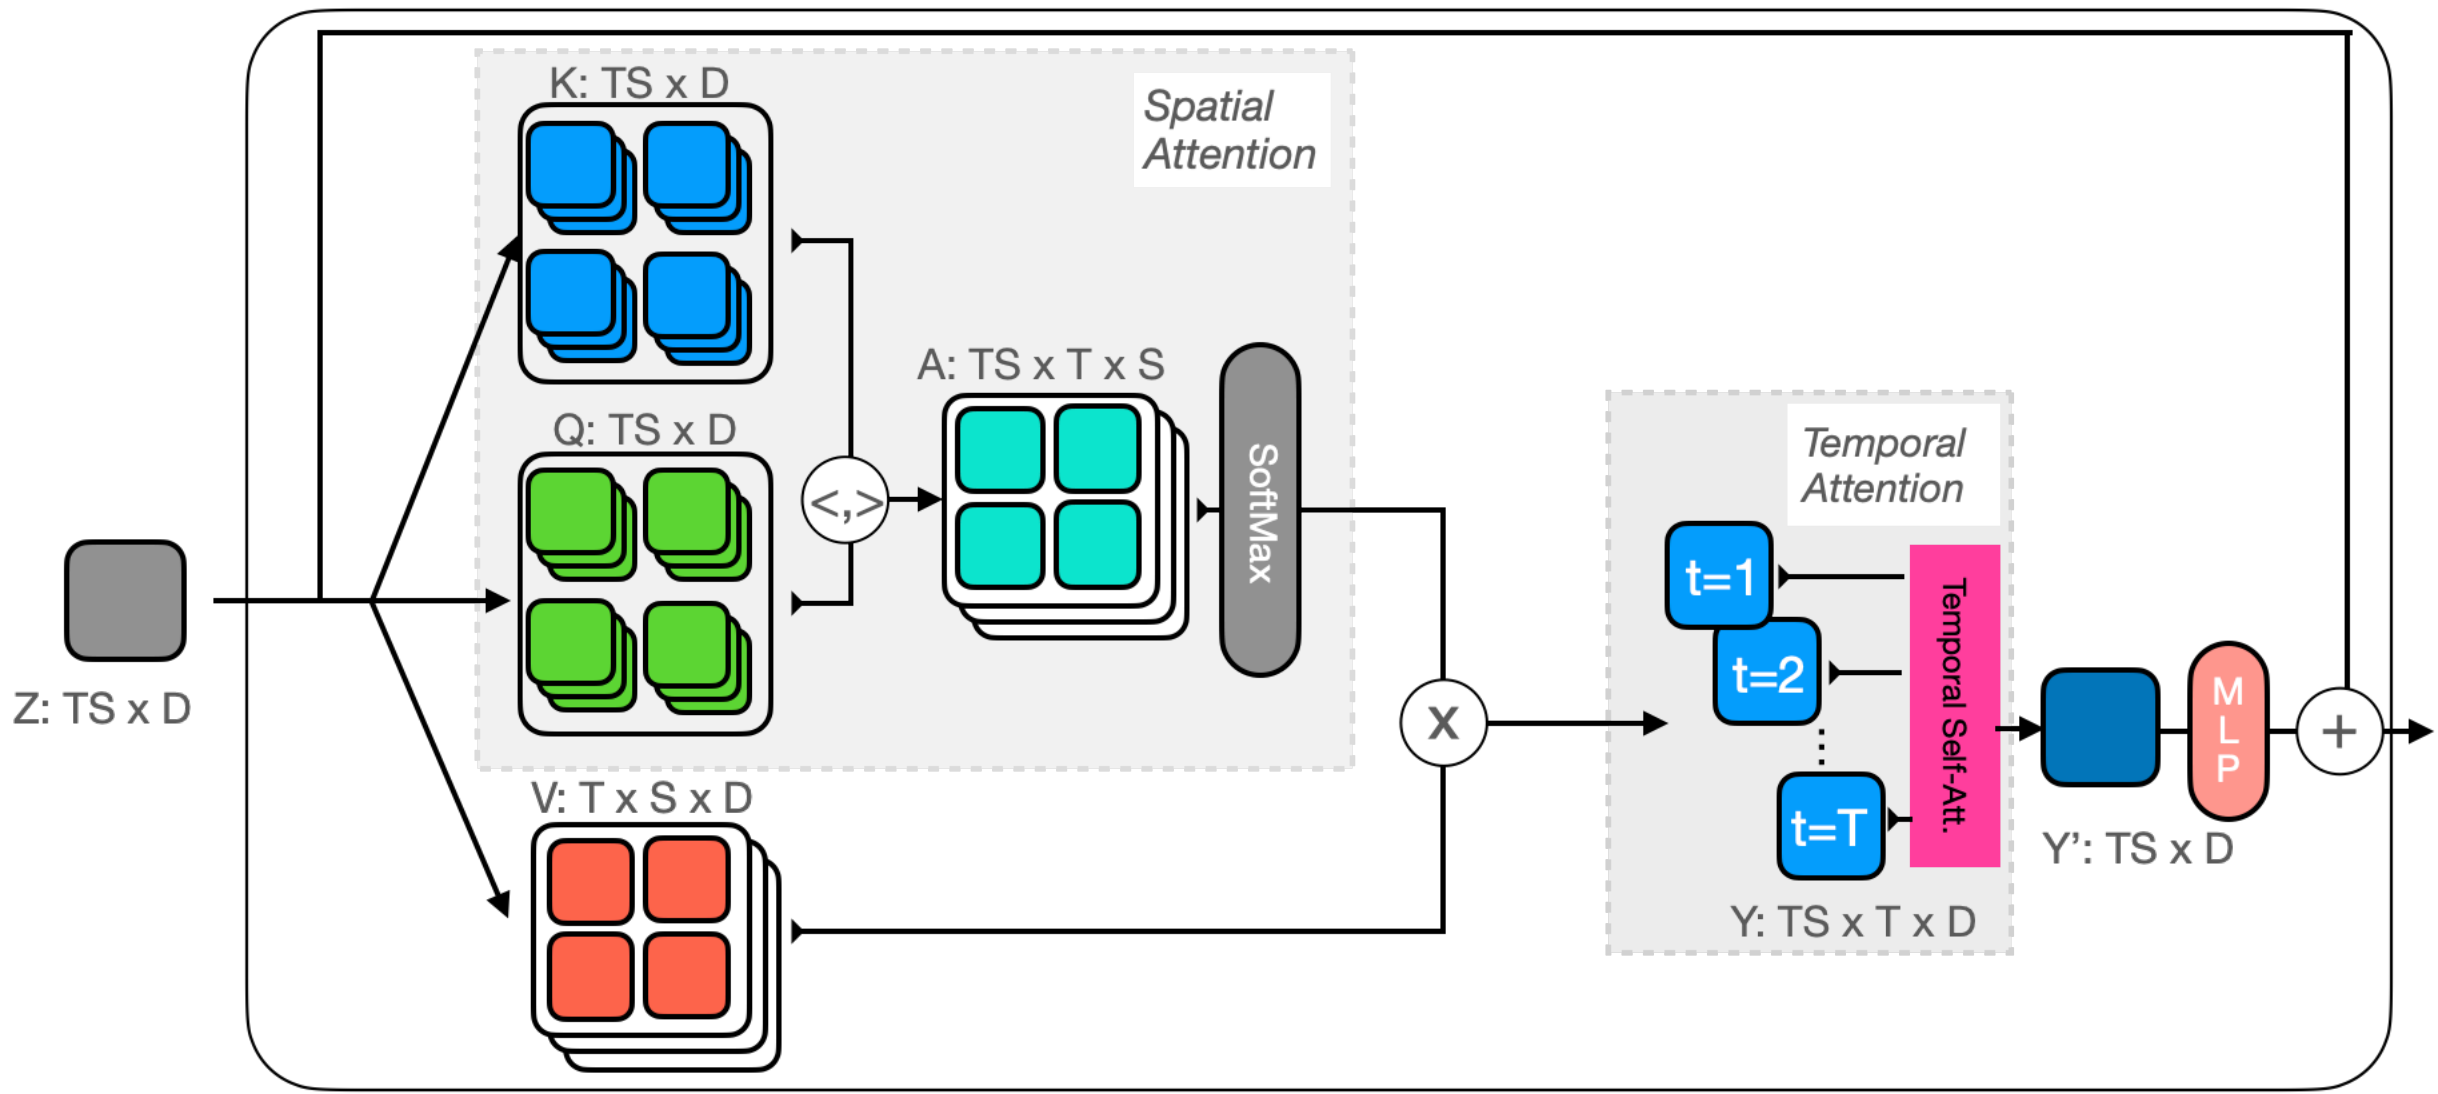 K: TS x D
Spatial
Attention
A: TS x T x S
Q: TS x D
<,>
SoftMax
Temporal
Attention
t=1
t=2
⋮
t=T
Temporal Self-Att.
Z: TS x D
V: T x S x D
x
M
L
P
+
Y': TS x D
Y: TS x T x D